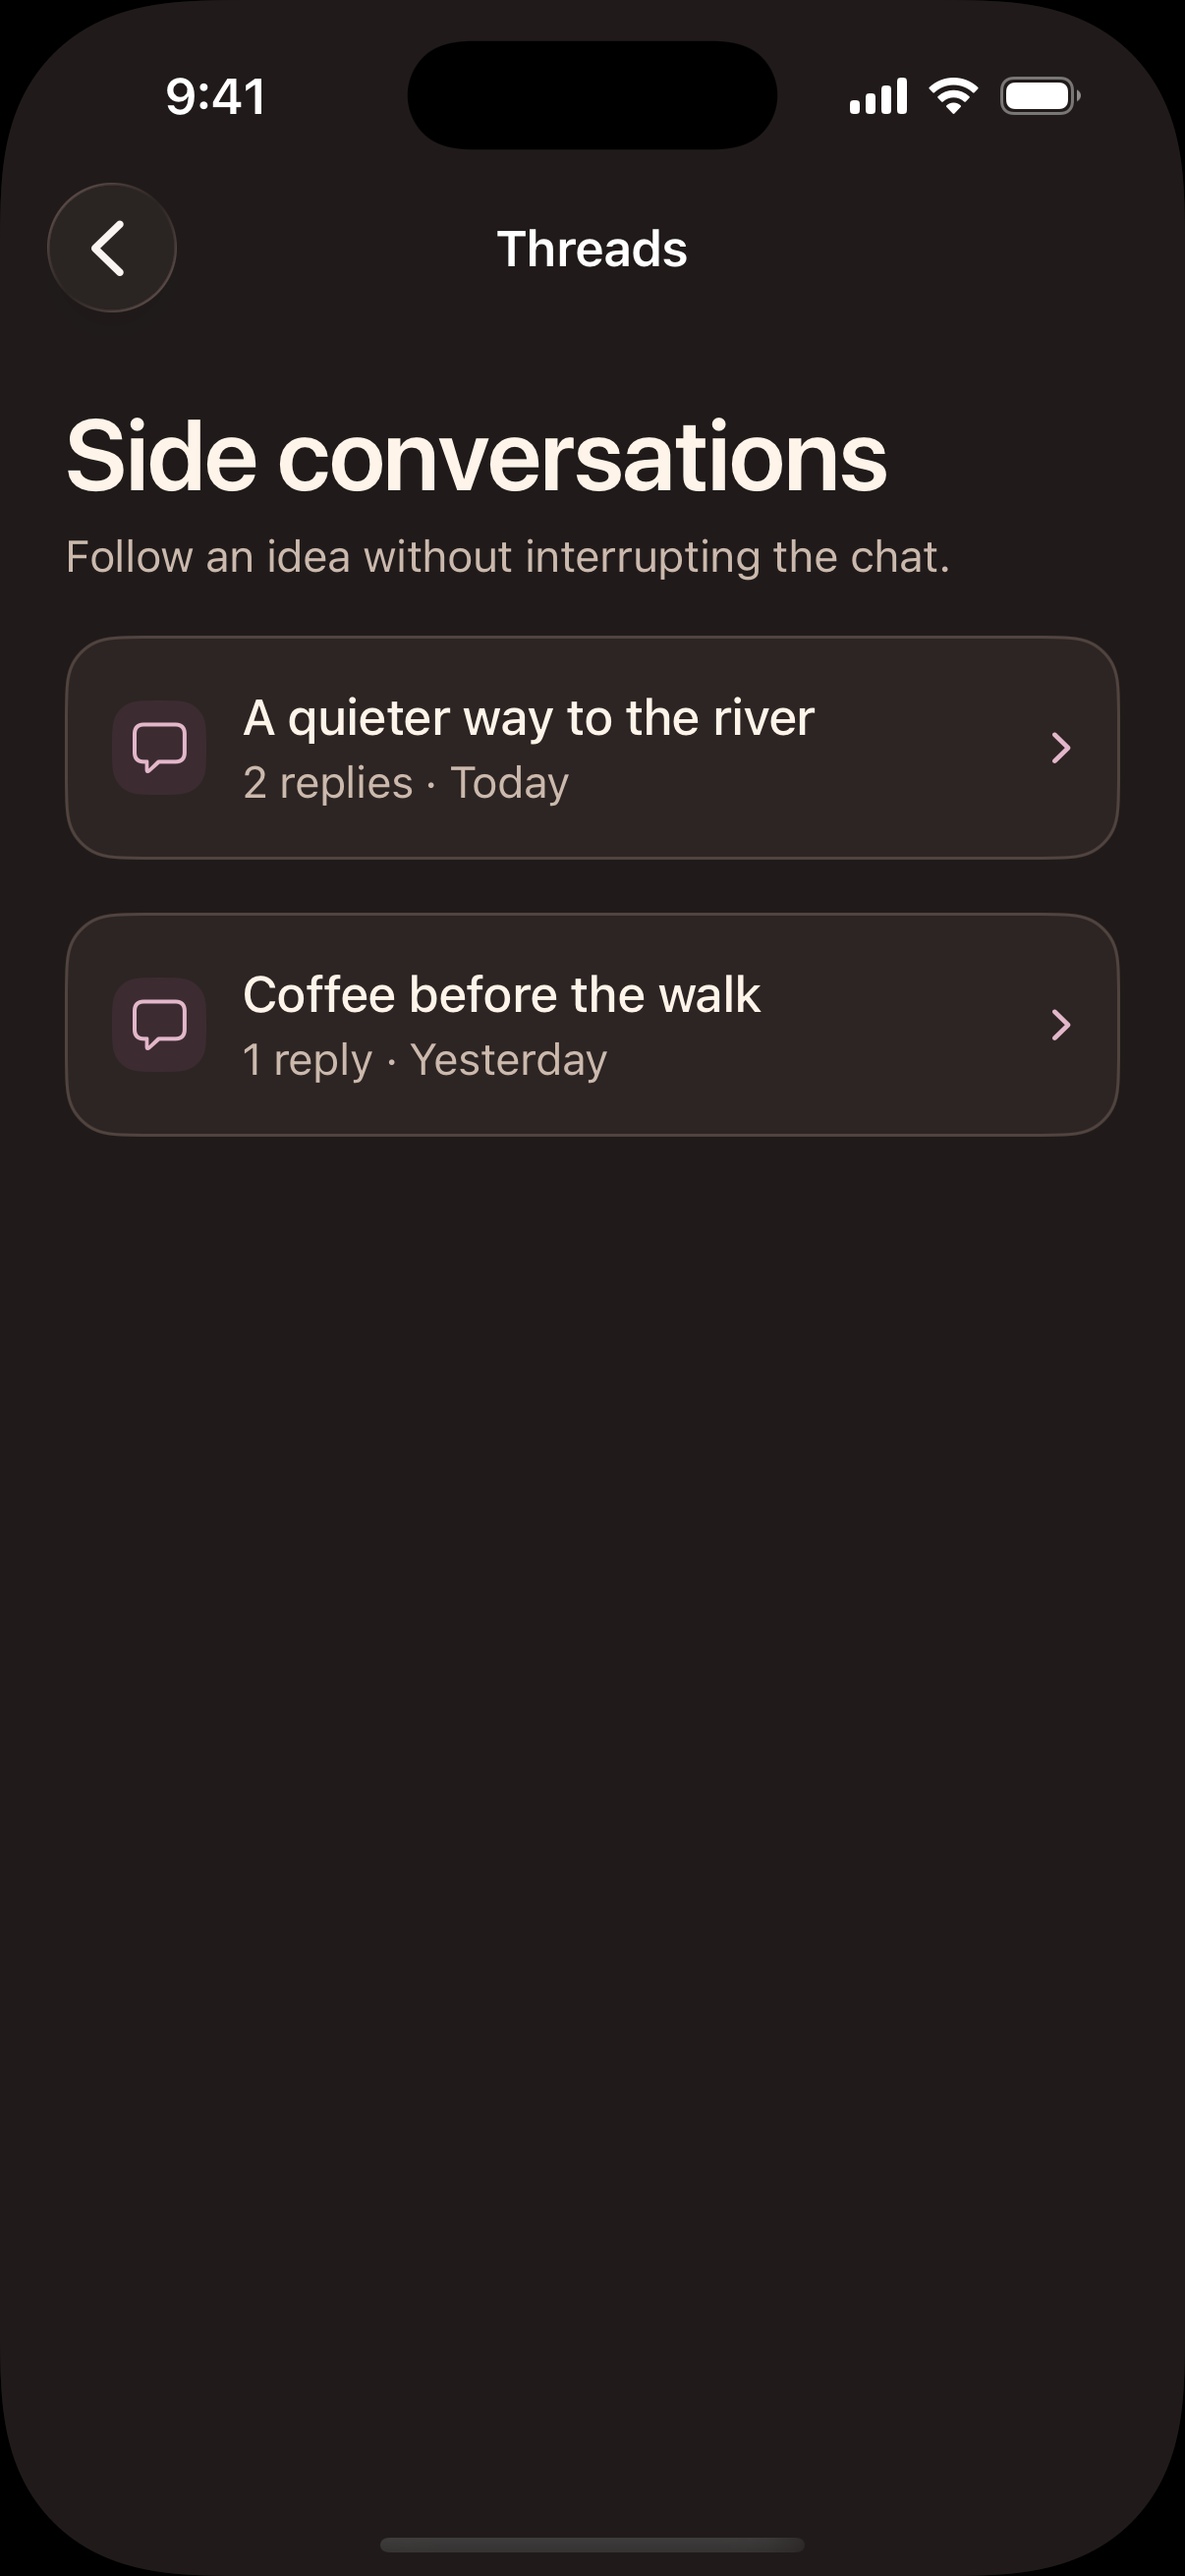 9:41
Threads
Side conversations
Follow an idea without interrupting the chat.
A quieter way to the river
2 replies · Today
Coffee before the walk
1 reply · Yesterday